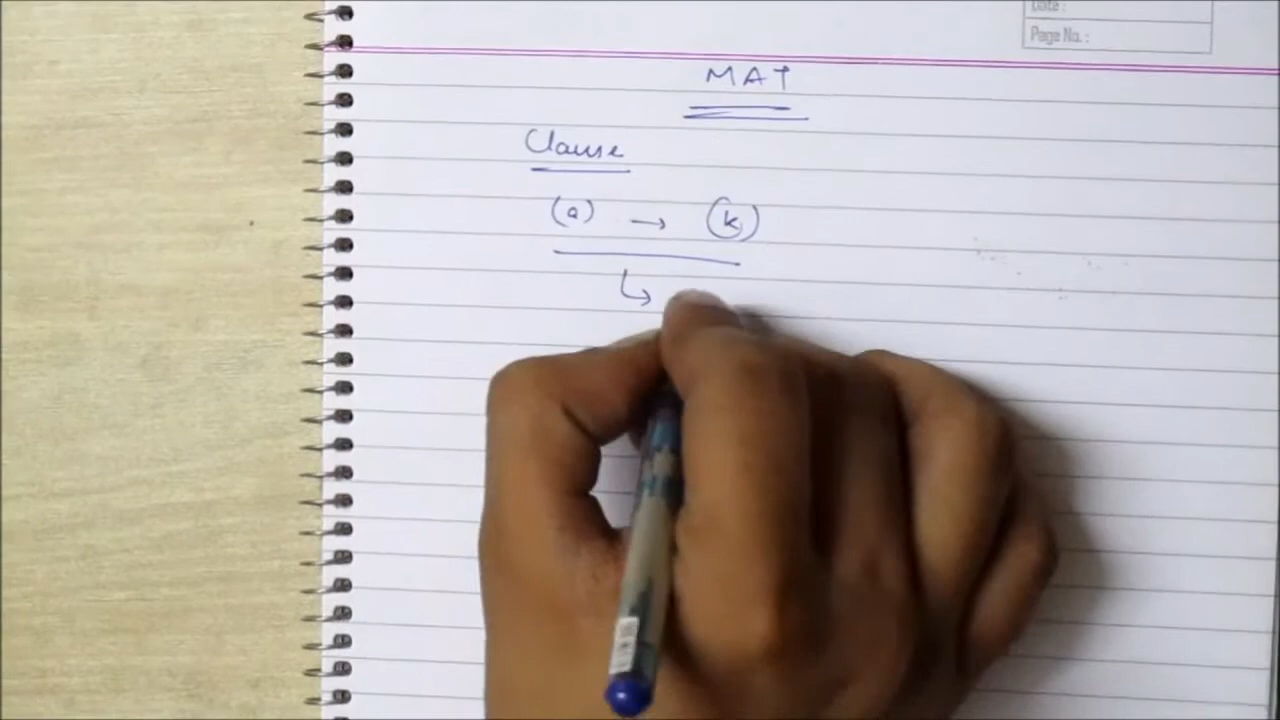 Date :
Page No. :
MAT
Clause
(a) → (k)
↳